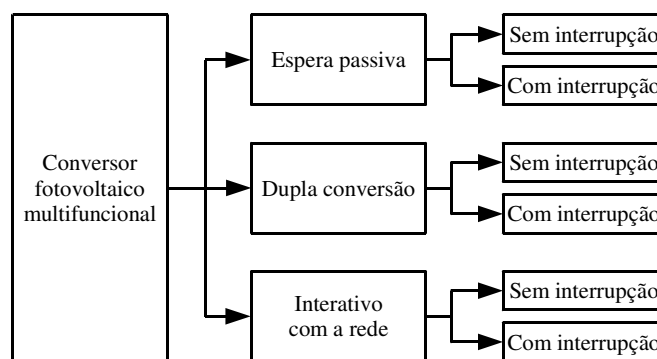 Conversor
fotovoltaico
multifuncional
Espera passiva
Sem interrupção
Com interrupção
Dupla conversão
Sem interrupção
Com interrupção
Interativo
com a rede
Sem interrupção
Com interrupção